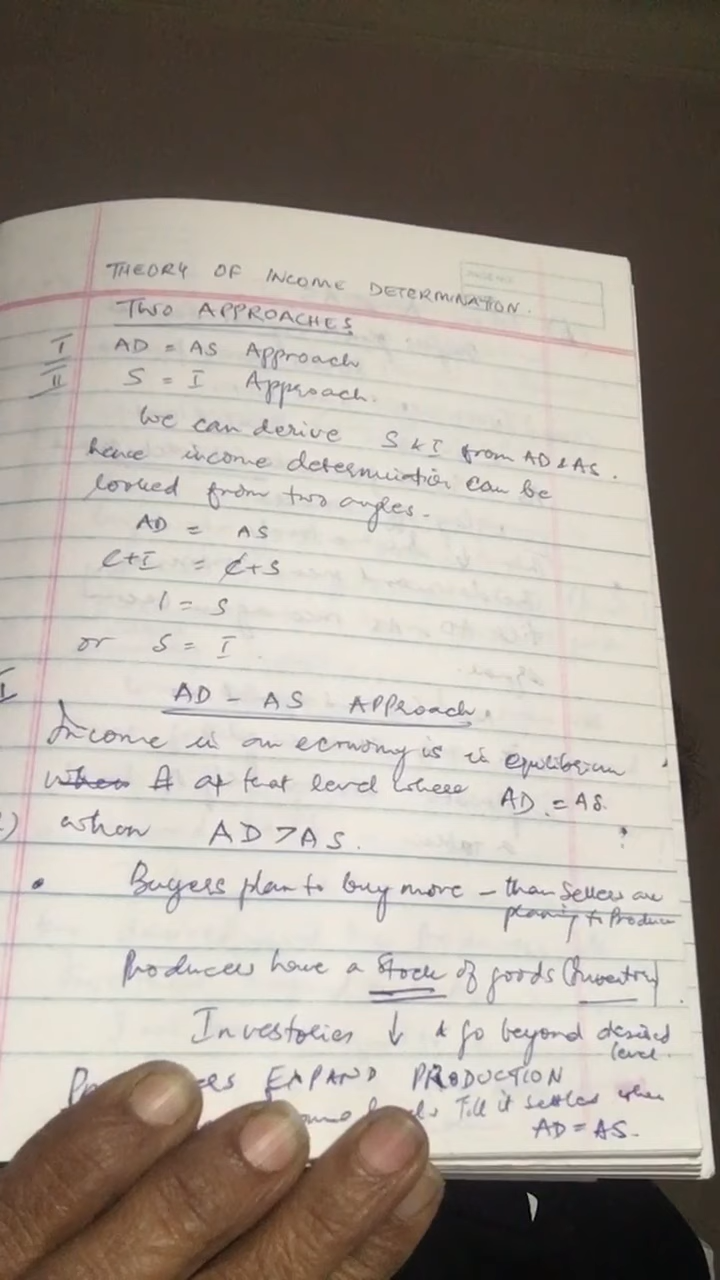 THEORY OF INCOME DETERMINATION.
TWO APPROACHES
I AD = AS Approach
II S = I Approach.
We can derive S & I from AD & AS.
hence income determination can be
looked from two angles.
AD = AS
C+I = C+S
I = S
or S = I
I AD - AS APPROACH.
Income in an economy is in equilibrium
when at that level where AD = AS.
) when AD > AS.
• Buyers plan to buy more - than Sellers are
planing to Produce
Producers have a Stock of goods (Inventory)
Inventories ↓ & go beyond desired
level.
EXPAND PRODUCTION
Till it settles when
AD = AS.